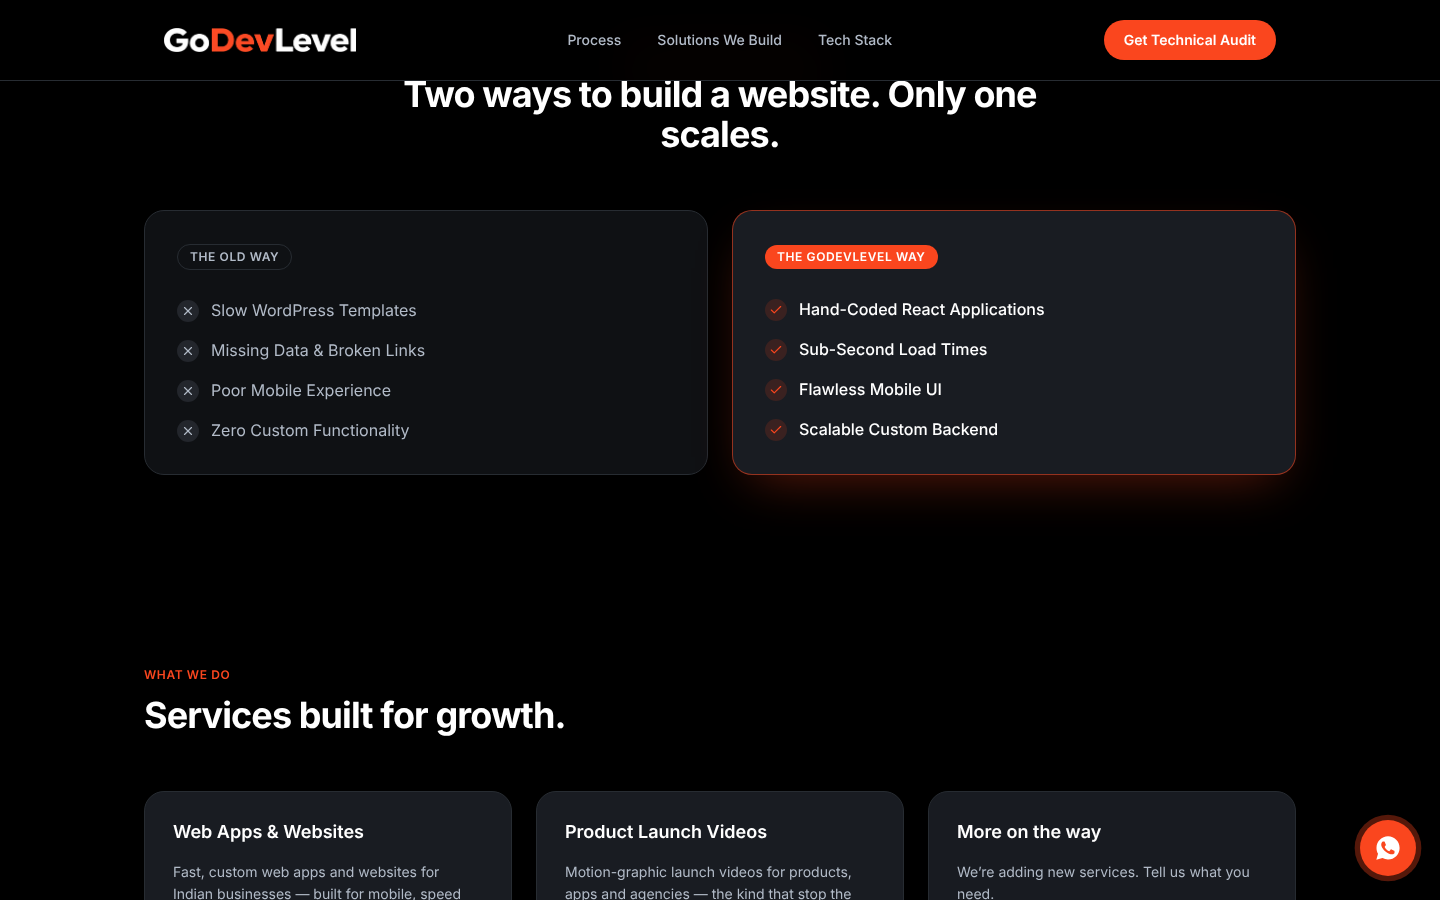 GoDevLevel
Process
Solutions We Build
Tech Stack
Get Technical Audit
Two ways to build a website. Only one
scales.
THE OLD WAY
Slow WordPress Templates
Missing Data & Broken Links
Poor Mobile Experience
Zero Custom Functionality
THE GODEVLEVEL WAY
Hand-Coded React Applications
Sub-Second Load Times
Flawless Mobile UI
Scalable Custom Backend
WHAT WE DO
Services built for growth.
Web Apps & Websites
Fast, custom web apps and websites for
Indian businesses — built for mobile, speed
Product Launch Videos
Motion-graphic launch videos for products,
apps and agencies — the kind that stop the
More on the way
We’re adding new services. Tell us what you
need.